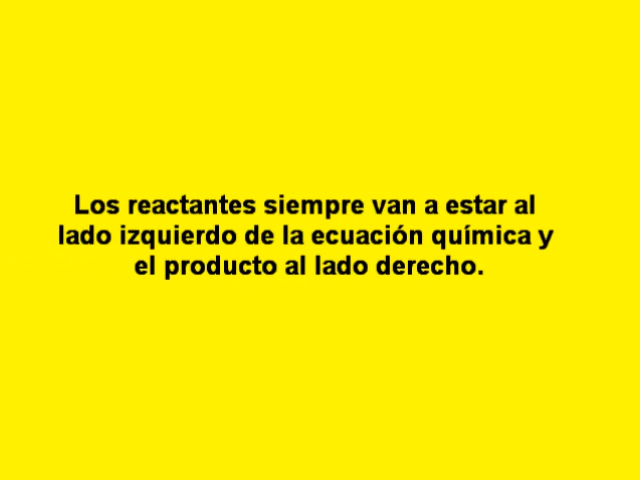 Los reactantes siempre van a estar al
lado izquierdo de la ecuación química y
el producto al lado derecho.